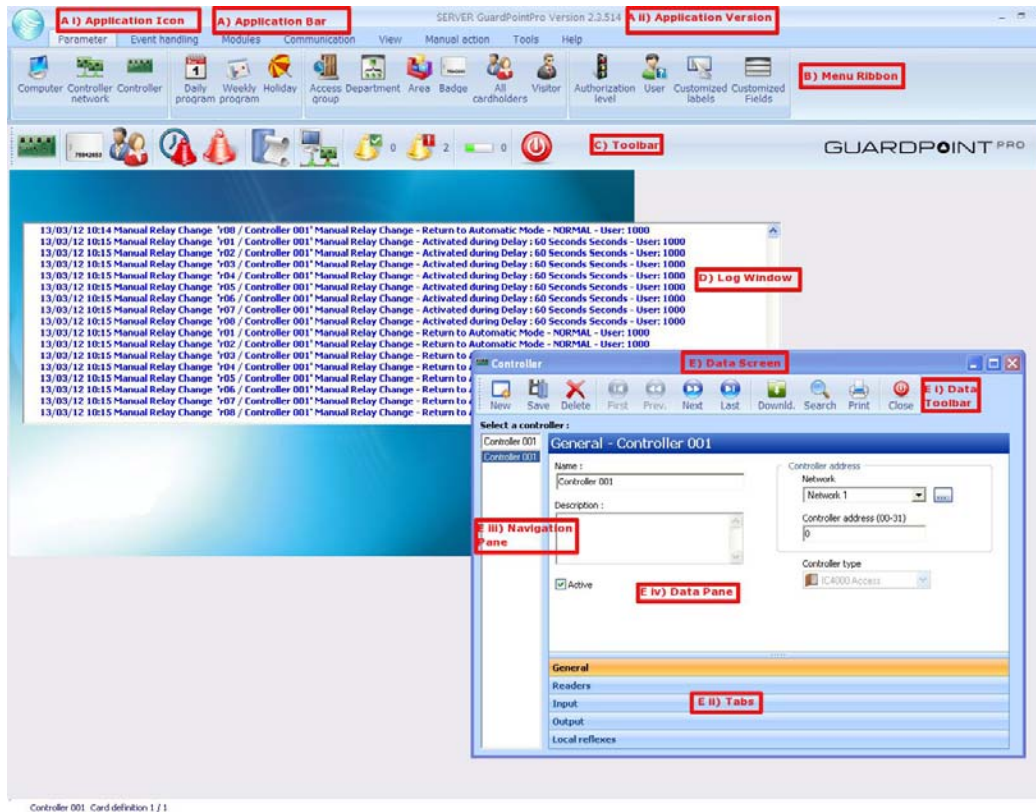 A i) Application Icon
A) Application Bar
SERVER GuardPointPro Version 2.3.514
A ii) Application Version
Parameter Event handling Modules Communication View Manual action Tools Help
Computer Controller network Controller Daily program Weekly program Holiday Access group Department Area Badge All cardholders Visitor Authorization level User Customized labels Customized Fields
B) Menu Ribbon
0 2 0
C) Toolbar
GUARDPOINT PRO
13/03/12 10:14 Manual Relay Change 'r08 / Controller 001' Manual Relay Change - Return to Automatic Mode - NORMAL - User: 1000
13/03/12 10:15 Manual Relay Change 'r01 / Controller 001' Manual Relay Change - Activated during Delay : 60 Seconds Seconds - User: 1000
13/03/12 10:15 Manual Relay Change 'r02 / Controller 001' Manual Relay Change - Activated during Delay : 60 Seconds Seconds - User: 1000
13/03/12 10:15 Manual Relay Change 'r03 / Controller 001' Manual Relay Change - Activated during Delay : 60 Seconds Seconds - User: 1000
13/03/12 10:15 Manual Relay Change 'r04 / Controller 001' Manual Relay Change - Activated during Delay : 60 Seconds Seconds - User: 1000
13/03/12 10:15 Manual Relay Change 'r05 / Controller 001' Manual Relay Change - Activated during Delay : 60 Seconds Seconds - User: 1000
13/03/12 10:15 Manual Relay Change 'r06 / Controller 001' Manual Relay Change - Activated during Delay : 60 Seconds Seconds - User: 1000
13/03/12 10:15 Manual Relay Change 'r07 / Controller 001' Manual Relay Change - Activated during Delay : 60 Seconds Seconds - User: 1000
13/03/12 10:15 Manual Relay Change 'r08 / Controller 001' Manual Relay Change - Activated during Delay : 60 Seconds Seconds - User: 1000
13/03/12 10:15 Manual Relay Change 'r01 / Controller 001' Manual Relay Change - Return to Automatic Mode - NORMAL - User: 1000
13/03/12 10:15 Manual Relay Change 'r02 / Controller 001' Manual Relay Change - Return to Automatic Mode - NORMAL - User: 1000
13/03/12 10:15 Manual Relay Change 'r03 / Controller 001' Manual Relay Change - Return to
13/03/12 10:15 Manual Relay Change 'r04 / Controller 001' Manual Relay Change - Return to
13/03/12 10:15 Manual Relay Change 'r05 / Controller 001' Manual Relay Change - Return to
13/03/12 10:15 Manual Relay Change 'r06 / Controller 001' Manual Relay Change - Return to
13/03/12 10:15 Manual Relay Change 'r07 / Controller 001' Manual Relay Change - Return to
13/03/12 10:15 Manual Relay Change 'r08 / Controller 001' Manual Relay Change - Return to
D) Log Window
Controller
E) Data Screen
New Save Delete First Prev. Next Last Downld. Search Print Close
E i) Data
Toolbar
Select a controller :
Controller 001
Controller 001
General - Controller 001
Name :
Controller 001
Description :
Controller address
Network
Network 1
Controller address (00-31)
0
Controller type
IC4000 Access
E iii) Navigation
Pane
Active
E iv) Data Pane
General
Readers
Input
E ii) Tabs
Output
Local reflexes
Controller 001 Card definition 1 / 1